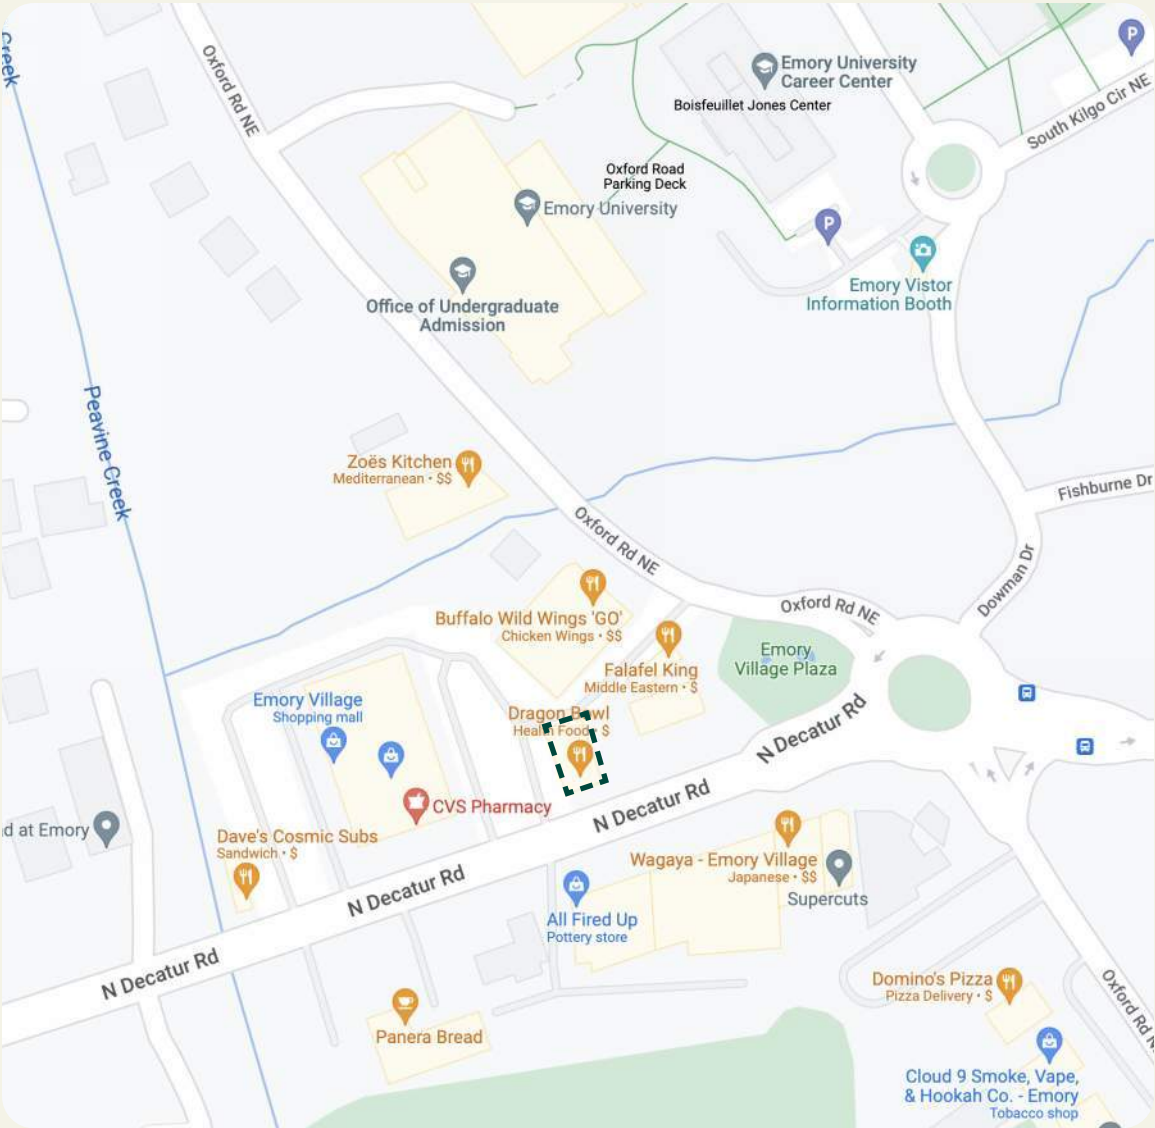 Creek
Oxford Rd NE
Emory University
Career Center
Boisfeuillet Jones Center
P
South Kilgo Cir NE
Oxford Road
Parking Deck
Emory University
P
Office of Undergraduate
Admission
Emory Vistor
Information Booth
Peavine Creek
Zoës Kitchen
Mediterranean • $$
Fishburne Dr
Oxford Rd NE
Dowman Dr
Oxford Rd NE
Buffalo Wild Wings 'GO'
Chicken Wings • $$
Emory
Village Plaza
Falafel King
Middle Eastern • $
Emory Village
Shopping mall
Dragon Bowl
Health Food • $
N Decatur Rd
CVS Pharmacy
N Decatur Rd
d at Emory
Dave's Cosmic Subs
Sandwich • $
Wagaya - Emory Village
Japanese • $$
Supercuts
N Decatur Rd
All Fired Up
Pottery store
N Decatur Rd
Domino's Pizza
Pizza Delivery • $
Oxford Rd N
Panera Bread
Cloud 9 Smoke, Vape,
& Hookah Co. - Emory
Tobacco shop